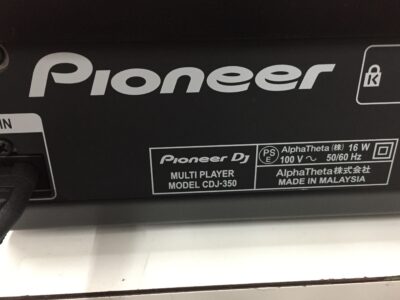 Pioneer
K
IN
Pioneer DJ
MULTI PLAYER
MODEL CDJ-350
PS
E
AlphaTheta (株) 16 W
100 V ~ 50/60 Hz
AlphaTheta株式会社
MADE IN MALAYSIA